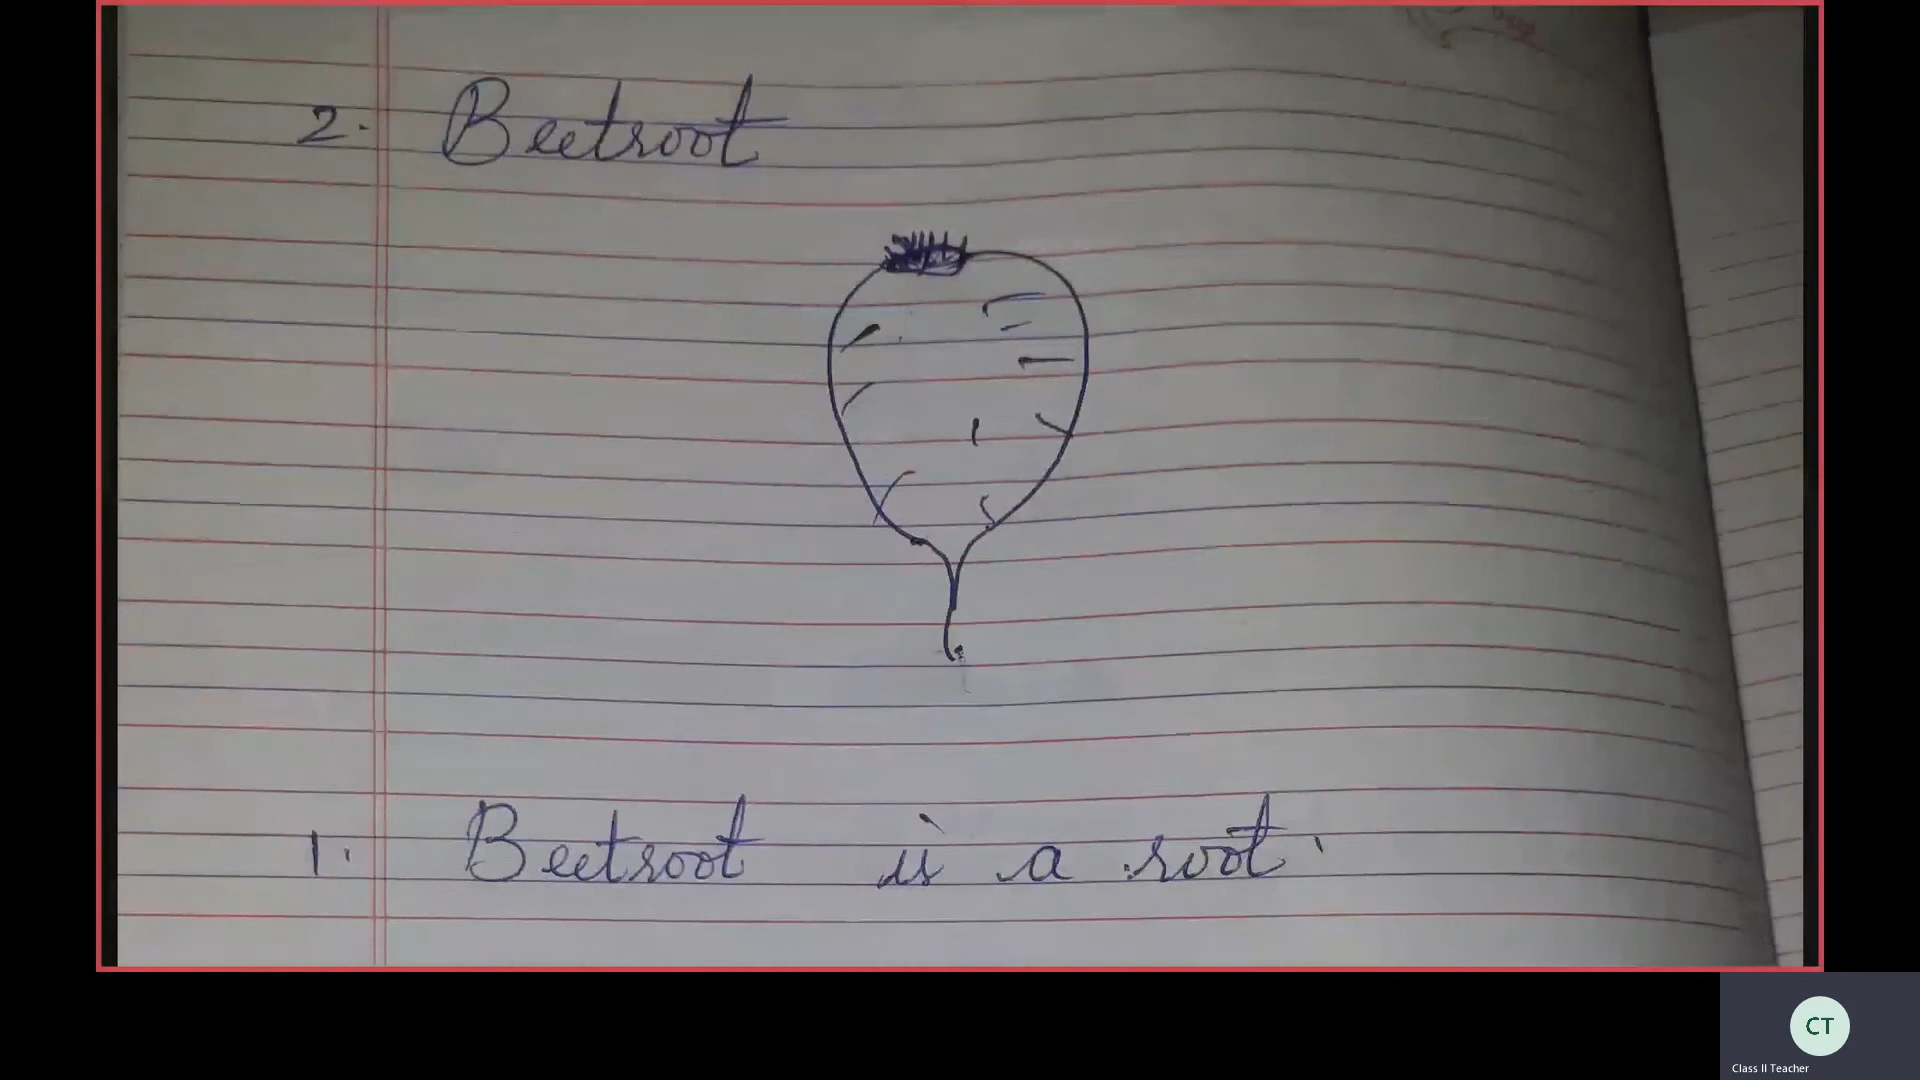 2. Beetroot
1. Beetroot is a root.
CT
Class II Teacher